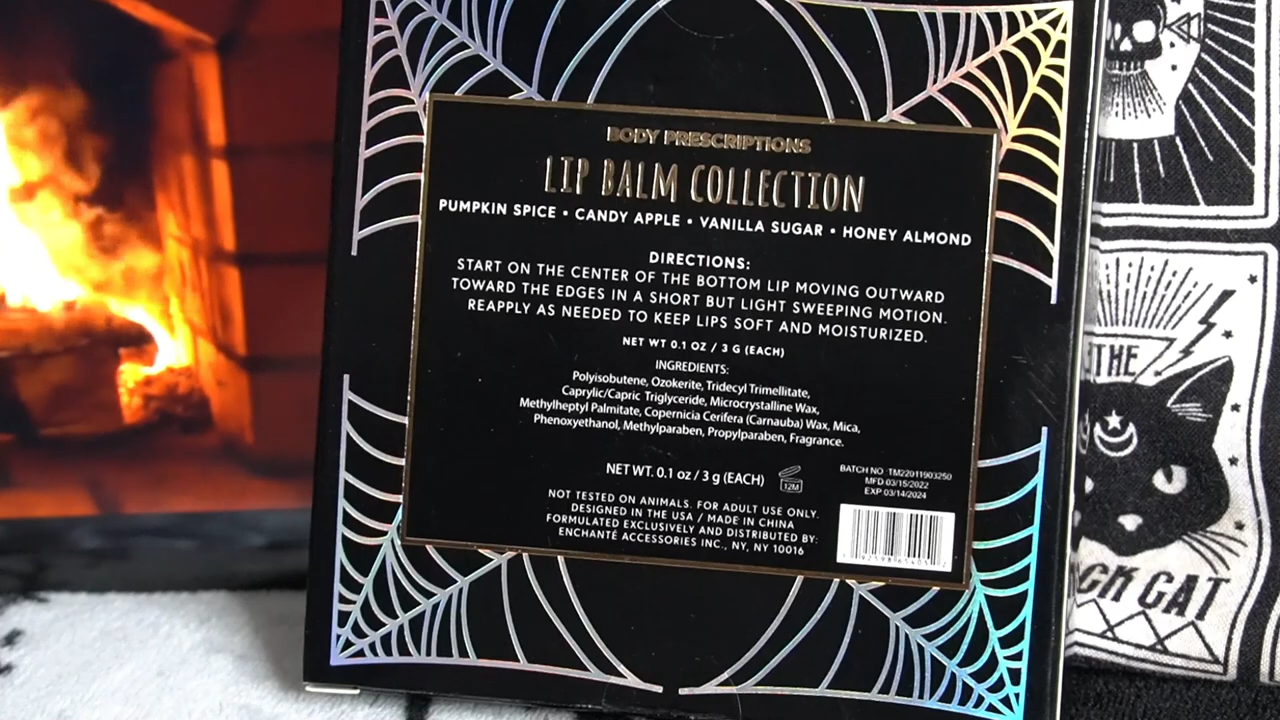 BODY PRESCRIPTIONS
LIP BALM COLLECTION
PUMPKIN SPICE • CANDY APPLE • VANILLA SUGAR • HONEY ALMOND
DIRECTIONS:
START ON THE CENTER OF THE BOTTOM LIP MOVING OUTWARD
TOWARD THE EDGES IN A SHORT BUT LIGHT SWEEPING MOTION.
REAPPLY AS NEEDED TO KEEP LIPS SOFT AND MOISTURIZED.
NET WT 0.1 OZ / 3 G (EACH)
INGREDIENTS:
Polyisobutene, Ozokerite, Tridecyl Trimellitate,
Caprylic/Capric Triglyceride, Microcrystalline Wax,
Methylheptyl Palmitate, Copernicia Cerifera (Carnauba) Wax, Mica,
Phenoxyethanol, Methylparaben, Propylparaben, Fragrance.
NET WT. 0.1 oz / 3 g (EACH)
12M
BATCH NO :TM22011903250
MFD 03/15/2022
EXP 03/14/2024
NOT TESTED ON ANIMALS. FOR ADULT USE ONLY.
DESIGNED IN THE USA / MADE IN CHINA
FORMULATED EXCLUSIVELY AND DISTRIBUTED BY:
ENCHANTÉ ACCESSORIES INC., NY, NY 10016
THE
CK CAT